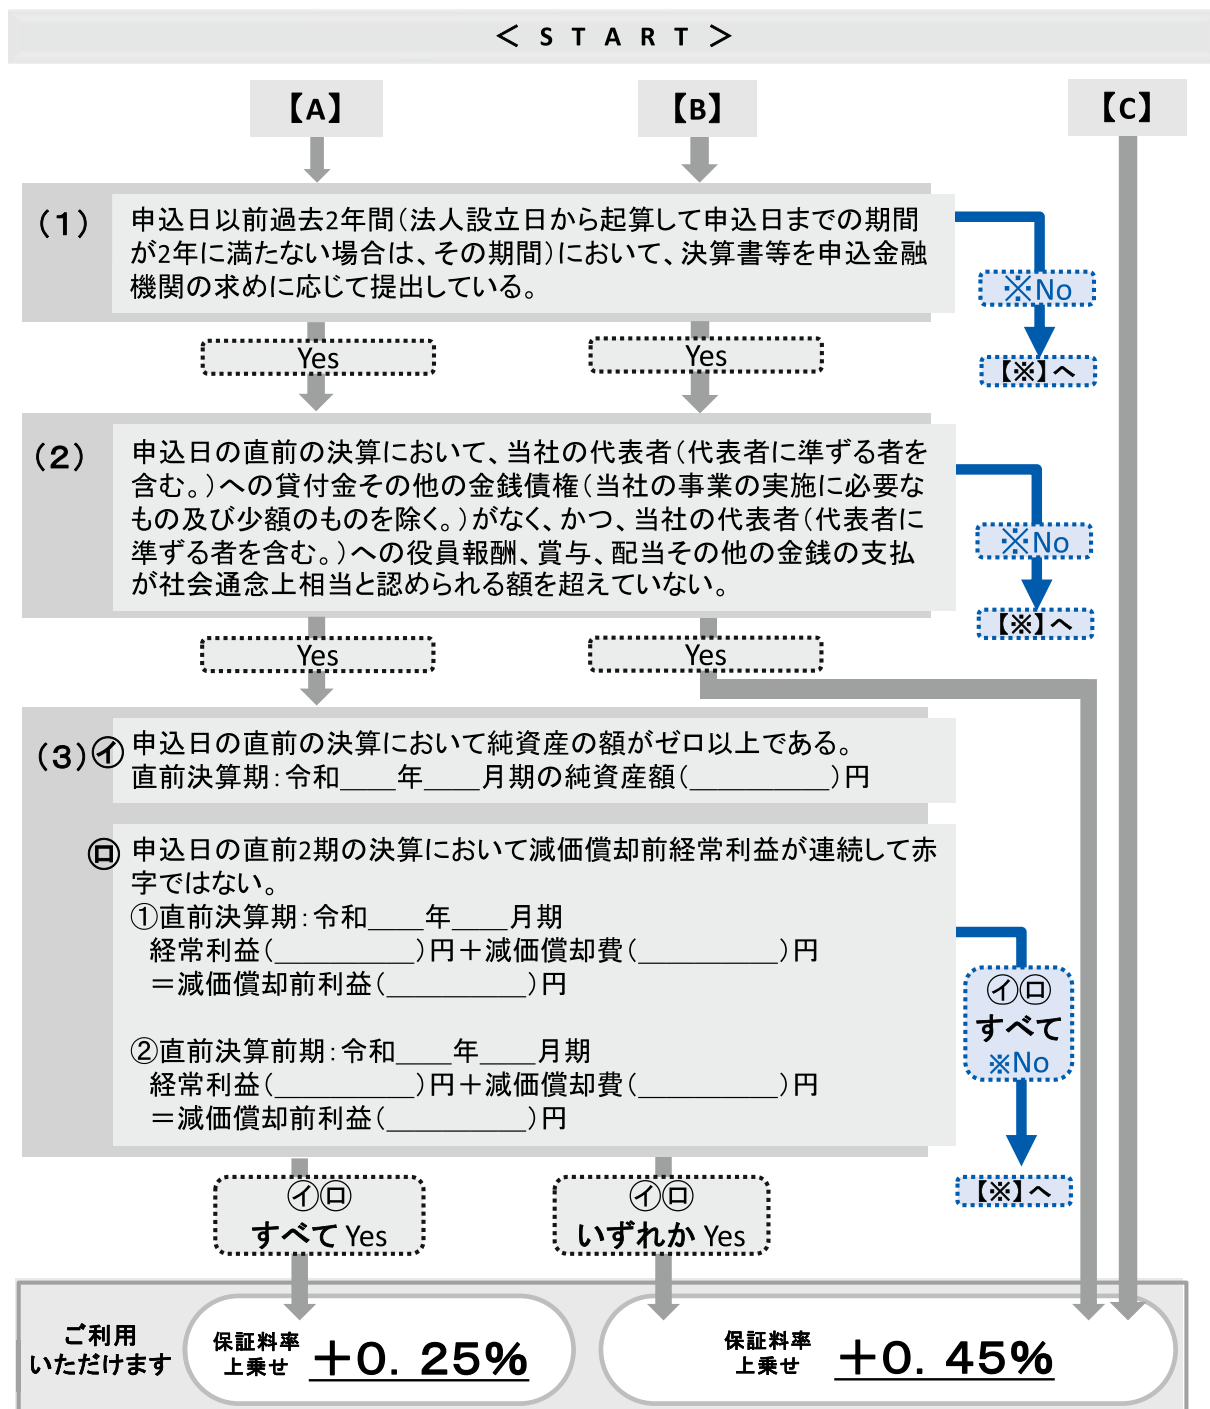 ＜ＳＴＡＲＴ＞
【A】
【B】
【C】
（１）
申込日以前過去2年間（法人設立日から起算して申込日までの期間
が2年に満たない場合は、その期間）において、決算書等を申込金融
機関の求めに応じて提出している。
※No
【※】へ
Yes
Yes
（２）
申込日の直前の決算において、当社の代表者（代表者に準ずる者を
含む。）への貸付金その他の金銭債権（当社の事業の実施に必要な
もの及び少額のものを除く。）がなく、かつ、当社の代表者（代表者に
準ずる者を含む。）への役員報酬、賞与、配当その他の金銭の支払
が社会通念上相当と認められる額を超えていない。
※No
【※】へ
Yes
Yes
（３）㋑
申込日の直前の決算において純資産の額がゼロ以上である。
直前決算期：令和____年____月期の純資産額（__________）円
㋺
申込日の直前2期の決算において減価償却前経常利益が連続して赤
字ではない。
①直前決算期：令和____年____月期
経常利益（__________）円＋減価償却費（__________）円
＝減価償却前利益（__________）円
②直前決算前期：令和____年____月期
経常利益（__________）円＋減価償却費（__________）円
＝減価償却前利益（__________）円
㋑㋺
すべて
※No
【※】へ
㋑㋺
すべて Yes
㋑㋺
いずれか Yes
ご利用
いただけます
保証料率
上乗せ
＋０．２５％
保証料率
上乗せ
＋０．４５％